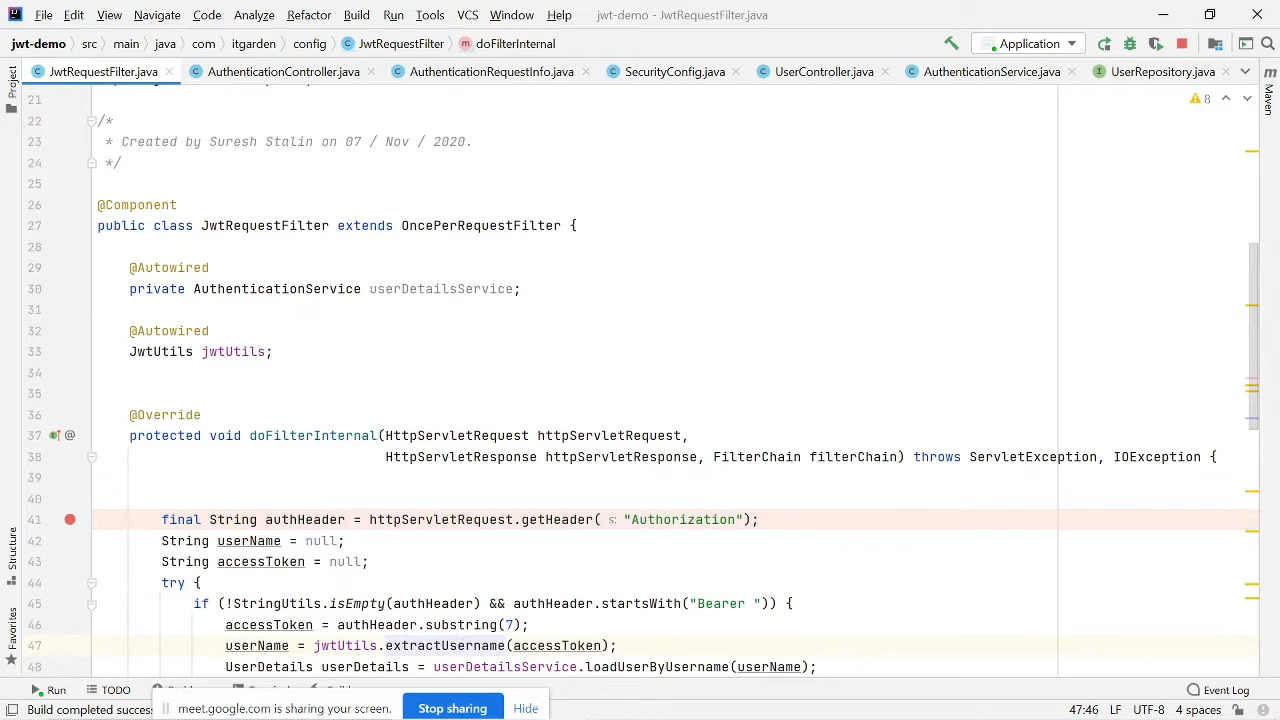 File Edit View Navigate Code Analyze Refactor Build Run Tools VCS Window Help jwt-demo - JwtRequestFilter.java
jwt-demo src main java com itgarden config JwtRequestFilter doFilterInternal Application
JwtRequestFilter.java AuthenticationController.java AuthenticationRequestInfo.java SecurityConfig.java UserController.java AuthenticationService.java UserRepository.java
Project
Maven
8
21
22 /*
23 * Created by Suresh Stalin on 07 / Nov / 2020.
24 */
25
26 @Component
27 public class JwtRequestFilter extends OncePerRequestFilter {
28
29 @Autowired
30 private AuthenticationService userDetailsService;
31
32 @Autowired
33 JwtUtils jwtUtils;
34
35
36 @Override
37 protected void doFilterInternal(HttpServletRequest httpServletRequest,
38 HttpServletResponse httpServletResponse, FilterChain filterChain) throws ServletException, IOException {
39
40
41 final String authHeader = httpServletRequest.getHeader( s: "Authorization");
42 String userName = null;
43 String accessToken = null;
44 try {
45 if (!StringUtils.isEmpty(authHeader) && authHeader.startsWith("Bearer ")) {
46 accessToken = authHeader.substring(7);
47 userName = jwtUtils.extractUsername(accessToken);
48 UserDetails userDetails = userDetailsService.loadUserByUsername(userName);
Structure
Favorites
Run TODO Event Log
Build completed success meet.google.com is sharing your screen. Stop sharing Hide 47:46 LF UTF-8 4 spaces